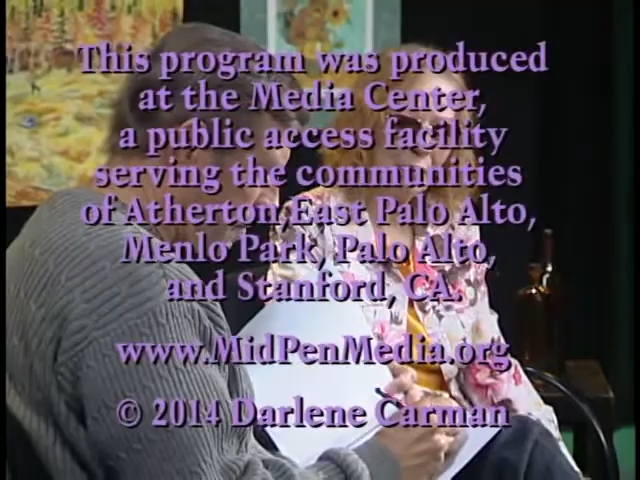 This program was produced
at the Media Center,
a public access facility
serving the communities
of Atherton,East Palo Alto,
Menlo Park, Palo Alto,
and Stanford, CA.
www.MidPenMedia.org
© 2014 Darlene Carman